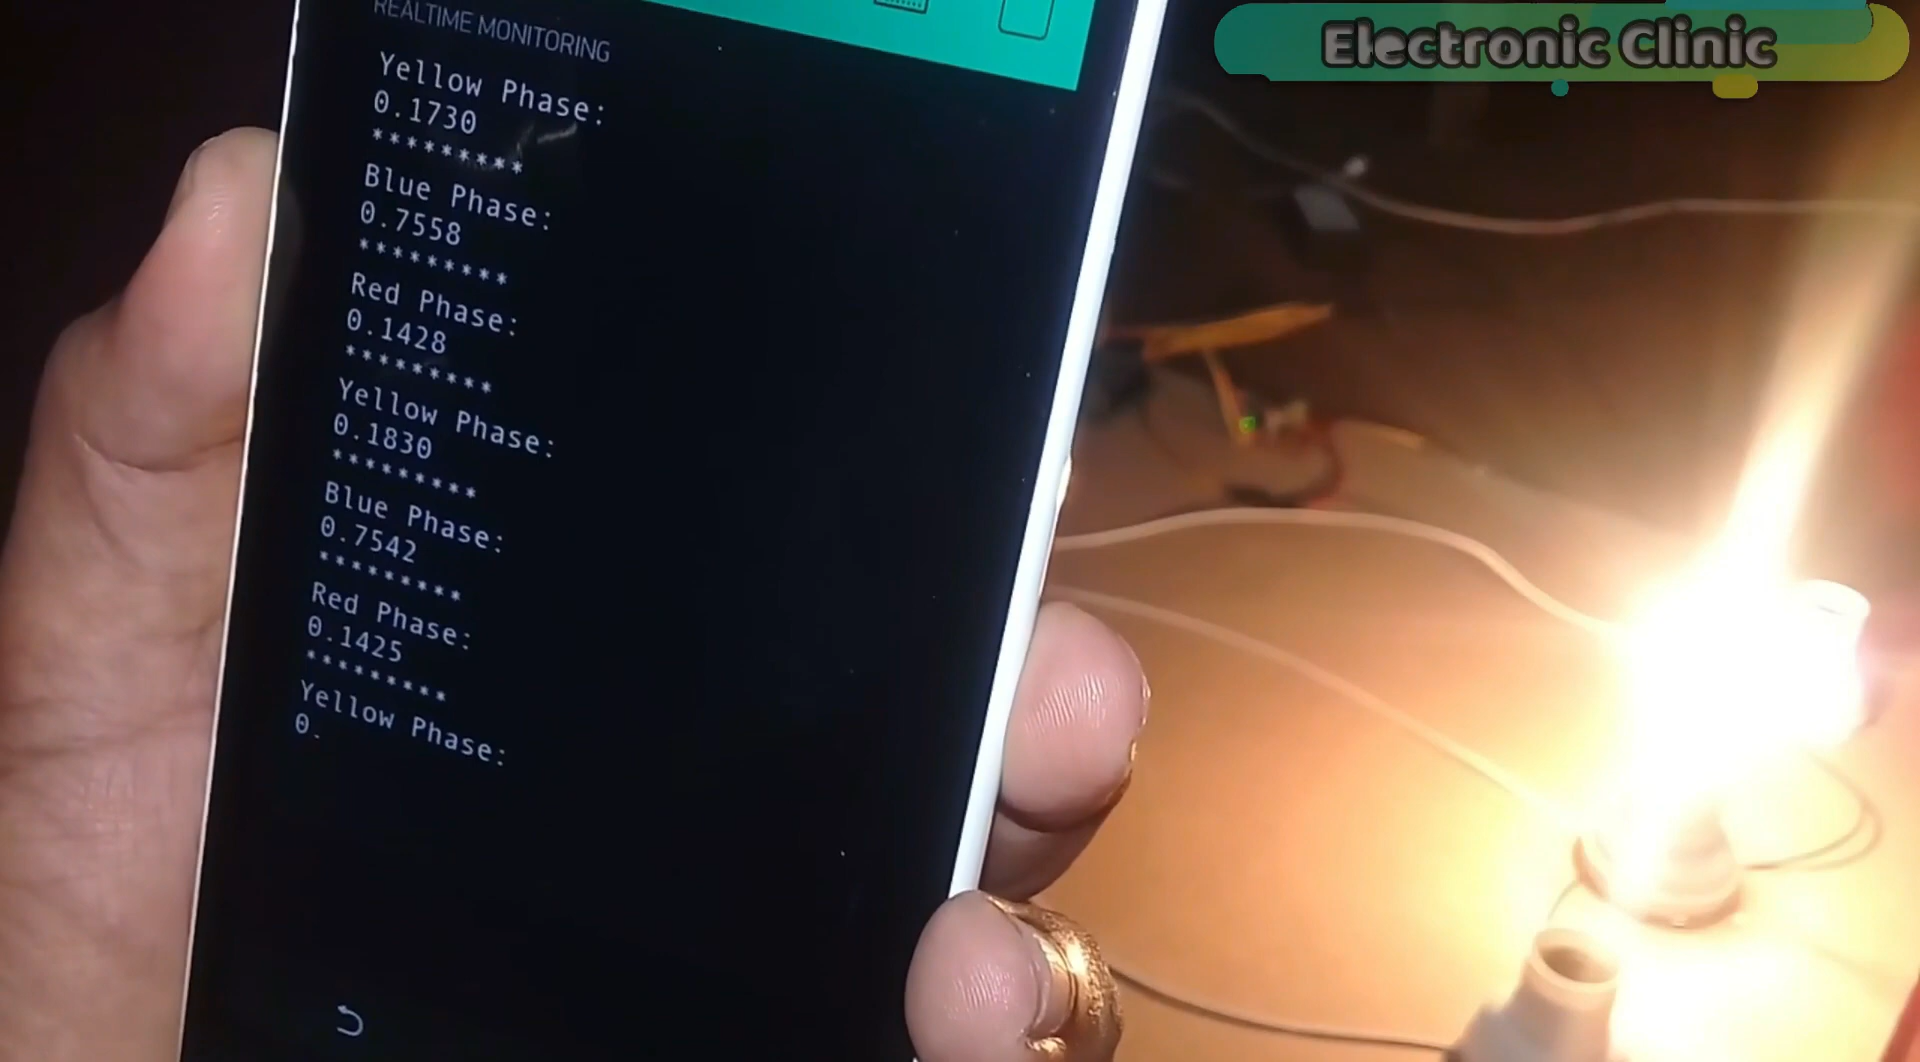 Electronic Clinic
REALTIME MONITORING
Yellow Phase:
0.1730
*********
Blue Phase:
0.7558
*********
Red Phase:
0.1428
*********
Yellow Phase:
0.1830
*********
Blue Phase:
0.7542
*********
Red Phase:
0.1425
*********
Yellow Phase:
0.